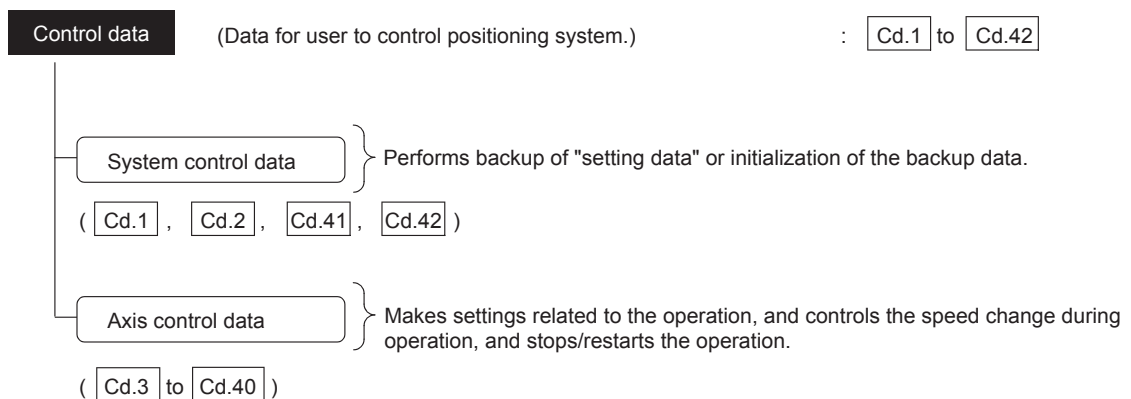 Control data (Data for user to control positioning system.) : Cd.1 to Cd.42
System control data Performs backup of "setting data" or initialization of the backup data.
( Cd.1 , Cd.2 , Cd.41 , Cd.42 )
Axis control data Makes settings related to the operation, and controls the speed change during
operation, and stops/restarts the operation.
( Cd.3 to Cd.40 )